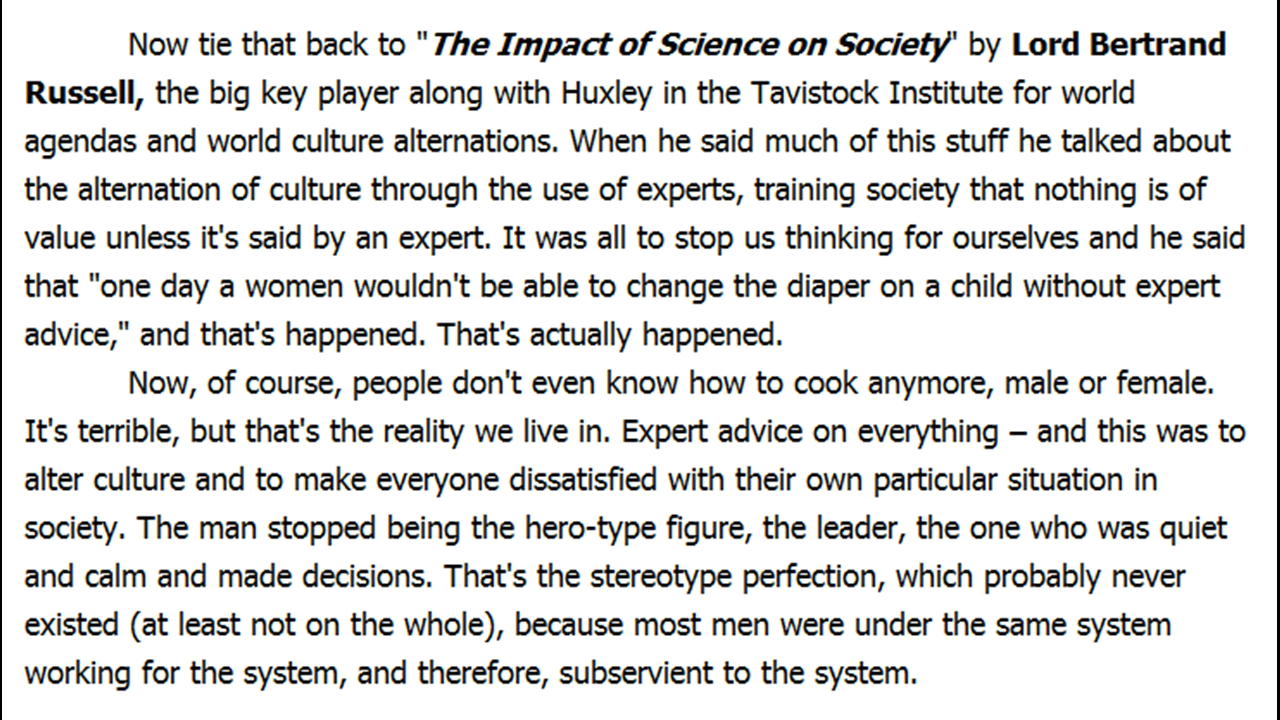 Now tie that back to "The Impact of Science on Society" by Lord Bertrand
Russell, the big key player along with Huxley in the Tavistock Institute for world
agendas and world culture alternations. When he said much of this stuff he talked about
the alternation of culture through the use of experts, training society that nothing is of
value unless it's said by an expert. It was all to stop us thinking for ourselves and he said
that "one day a women wouldn't be able to change the diaper on a child without expert
advice," and that's happened. That's actually happened.
Now, of course, people don't even know how to cook anymore, male or female.
It's terrible, but that's the reality we live in. Expert advice on everything – and this was to
alter culture and to make everyone dissatisfied with their own particular situation in
society. The man stopped being the hero-type figure, the leader, the one who was quiet
and calm and made decisions. That's the stereotype perfection, which probably never
existed (at least not on the whole), because most men were under the same system
working for the system, and therefore, subservient to the system.